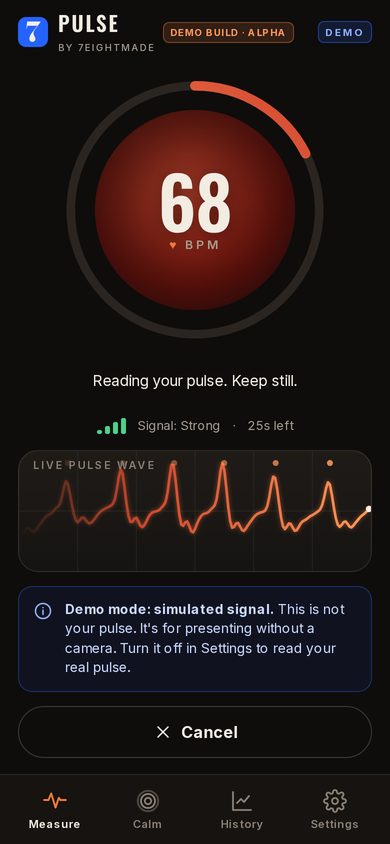 7
PULSE
BY 7EIGHTMADE
DEMO BUILD · ALPHA
DEMO
68
♥ BPM
Reading your pulse. Keep still.
Signal: Strong · 25s left
LIVE PULSE WAVE
Demo mode: simulated signal. This is not
your pulse. It's for presenting without a
camera. Turn it off in Settings to read your
real pulse.
Cancel
Measure
Calm
History
Settings